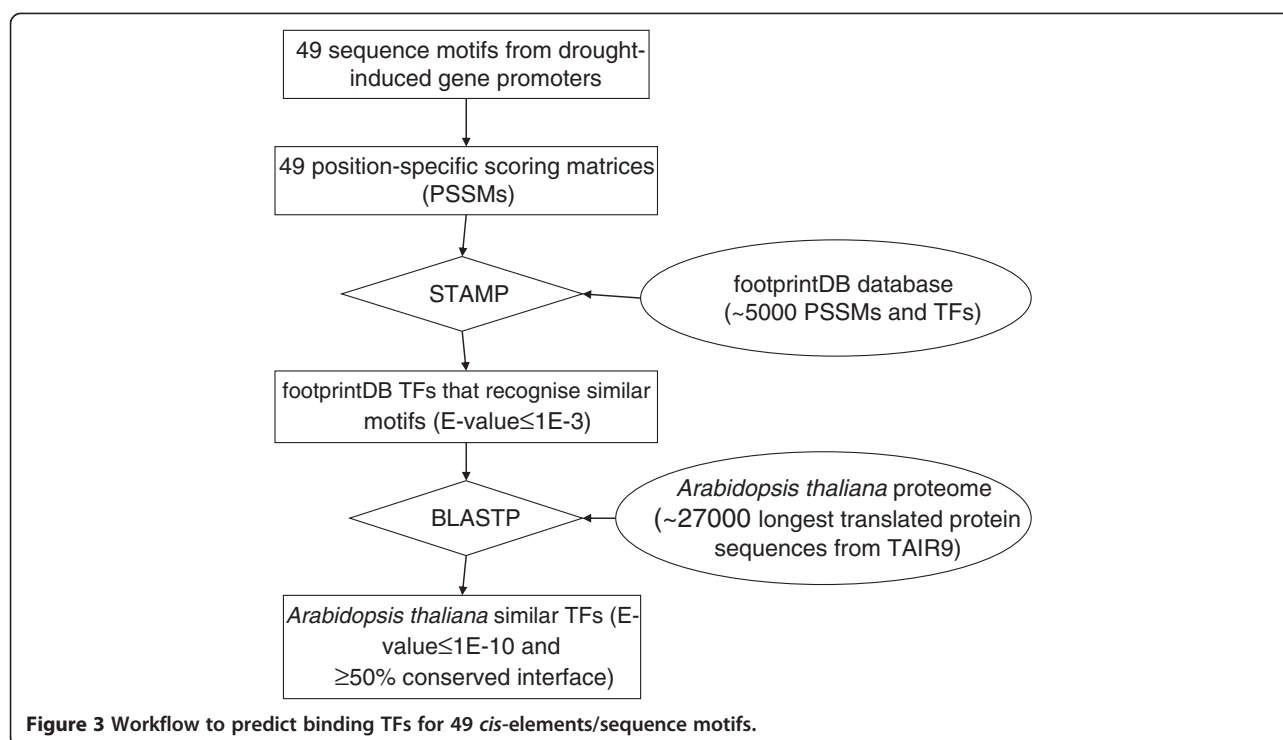 49 sequence motifs from drought-
induced gene promoters
49 position-specific scoring matrices
(PSSMs)
STAMP
footprintDB database
(~5000 PSSMs and TFs)
footprintDB TFs that recognise similar
motifs (E-value≤1E-3)
BLASTP
Arabidopsis thaliana proteome
(~27000 longest translated protein
sequences from TAIR9)
Arabidopsis thaliana similar TFs (E-
value≤1E-10 and
≥50% conserved interface)
Figure 3 Workflow to predict binding TFs for 49 cis-elements/sequence motifs.